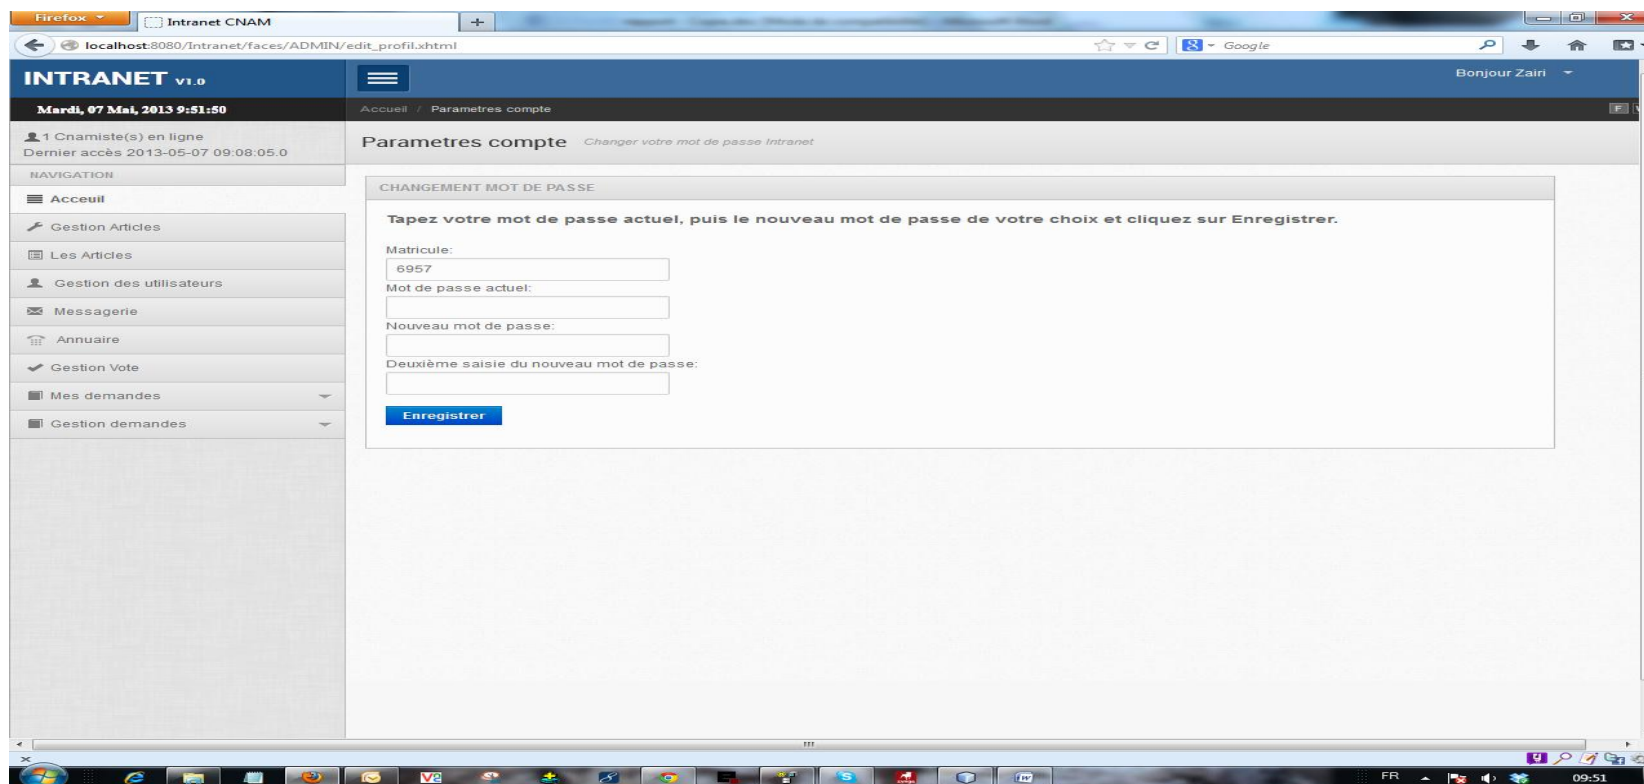 Firefox
Intranet CNAM
localhost:8080/Intranet/faces/ADMIN/edit_profil.xhtml
Google
INTRANET V1.0
Bonjour Zairi
Mardi, 07 Mai, 2013 9:51:50
Accueil / Parametres compte
F
1 Cnamiste(s) en ligne
Dernier accès 2013-05-07 09:08:05.0
Parametres compte Changer votre mot de passe Intranet
NAVIGATION
Acceuil
Gestion Articles
Les Articles
Gestion des utilisateurs
Messagerie
Annuaire
Gestion Vote
Mes demandes
Gestion demandes
CHANGEMENT MOT DE PASSE
Tapez votre mot de passe actuel, puis le nouveau mot de passe de votre choix et cliquez sur Enregistrer.
Matricule:
6957
Mot de passe actuel:
Nouveau mot de passe:
Deuxième saisie du nouveau mot de passe:
Enregistrer
FR
09:51